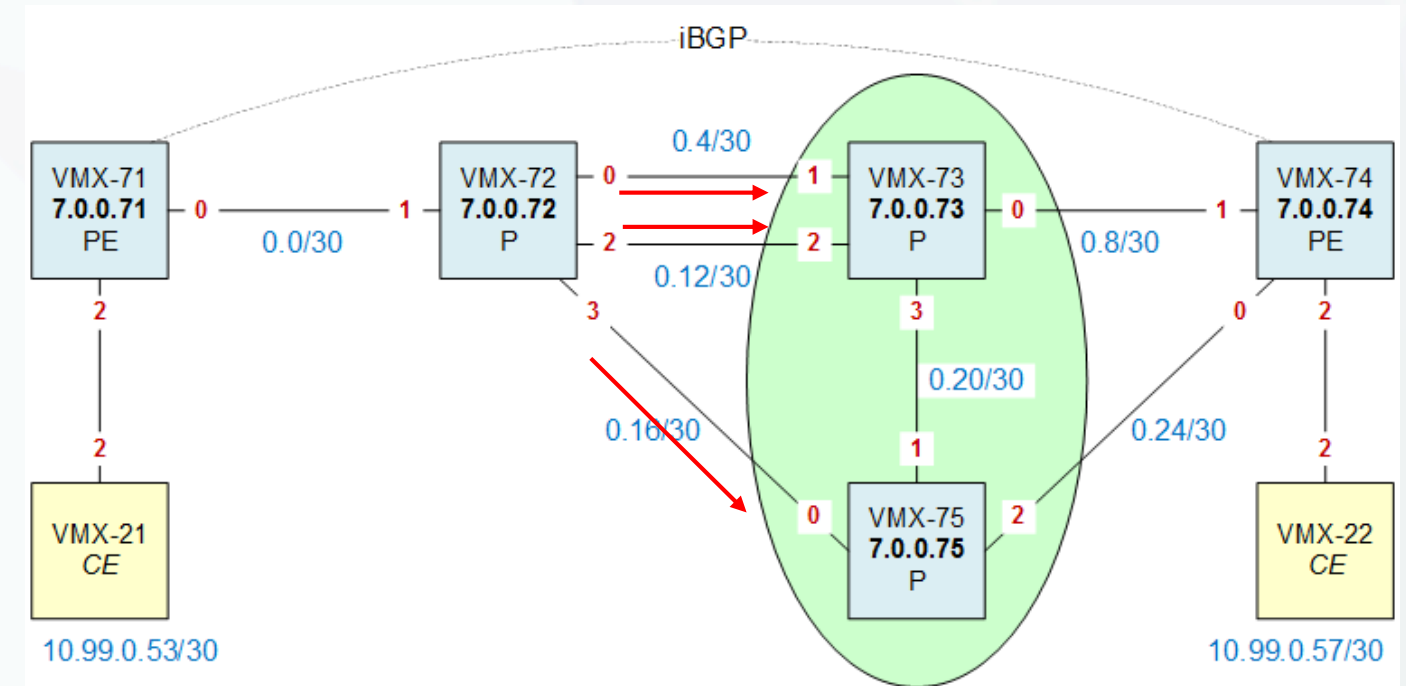 iBGP
VMX-71
7.0.0.71
PE
0
0.0/30
1
VMX-72
7.0.0.72
P
0
0.4/30
1
2
0.12/30
2
3
VMX-73
7.0.0.73
P
0
0.8/30
1
VMX-74
7.0.0.74
PE
2
3
0
2
0.20/30
0.16/30
0.24/30
2
1
2
VMX-21
CE
0
VMX-75
7.0.0.75
P
2
VMX-22
CE
10.99.0.53/30
10.99.0.57/30